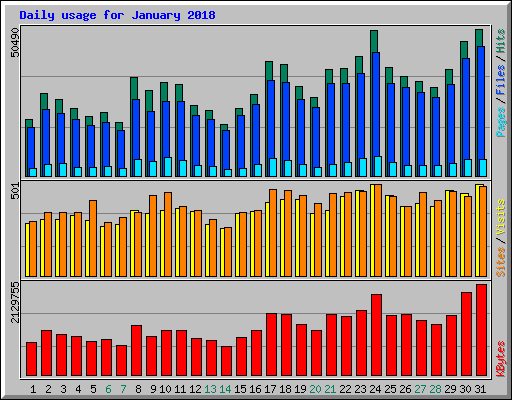 Daily usage for January 2018
50490
Pages / Files / Hits
501
Sites / Visits
2129755
KBytes
1 2 3 4 5 6 7 8 9 10 11 12 13 14 15 16 17 18 19 20 21 22 23 24 25 26 27 28 29 30 31